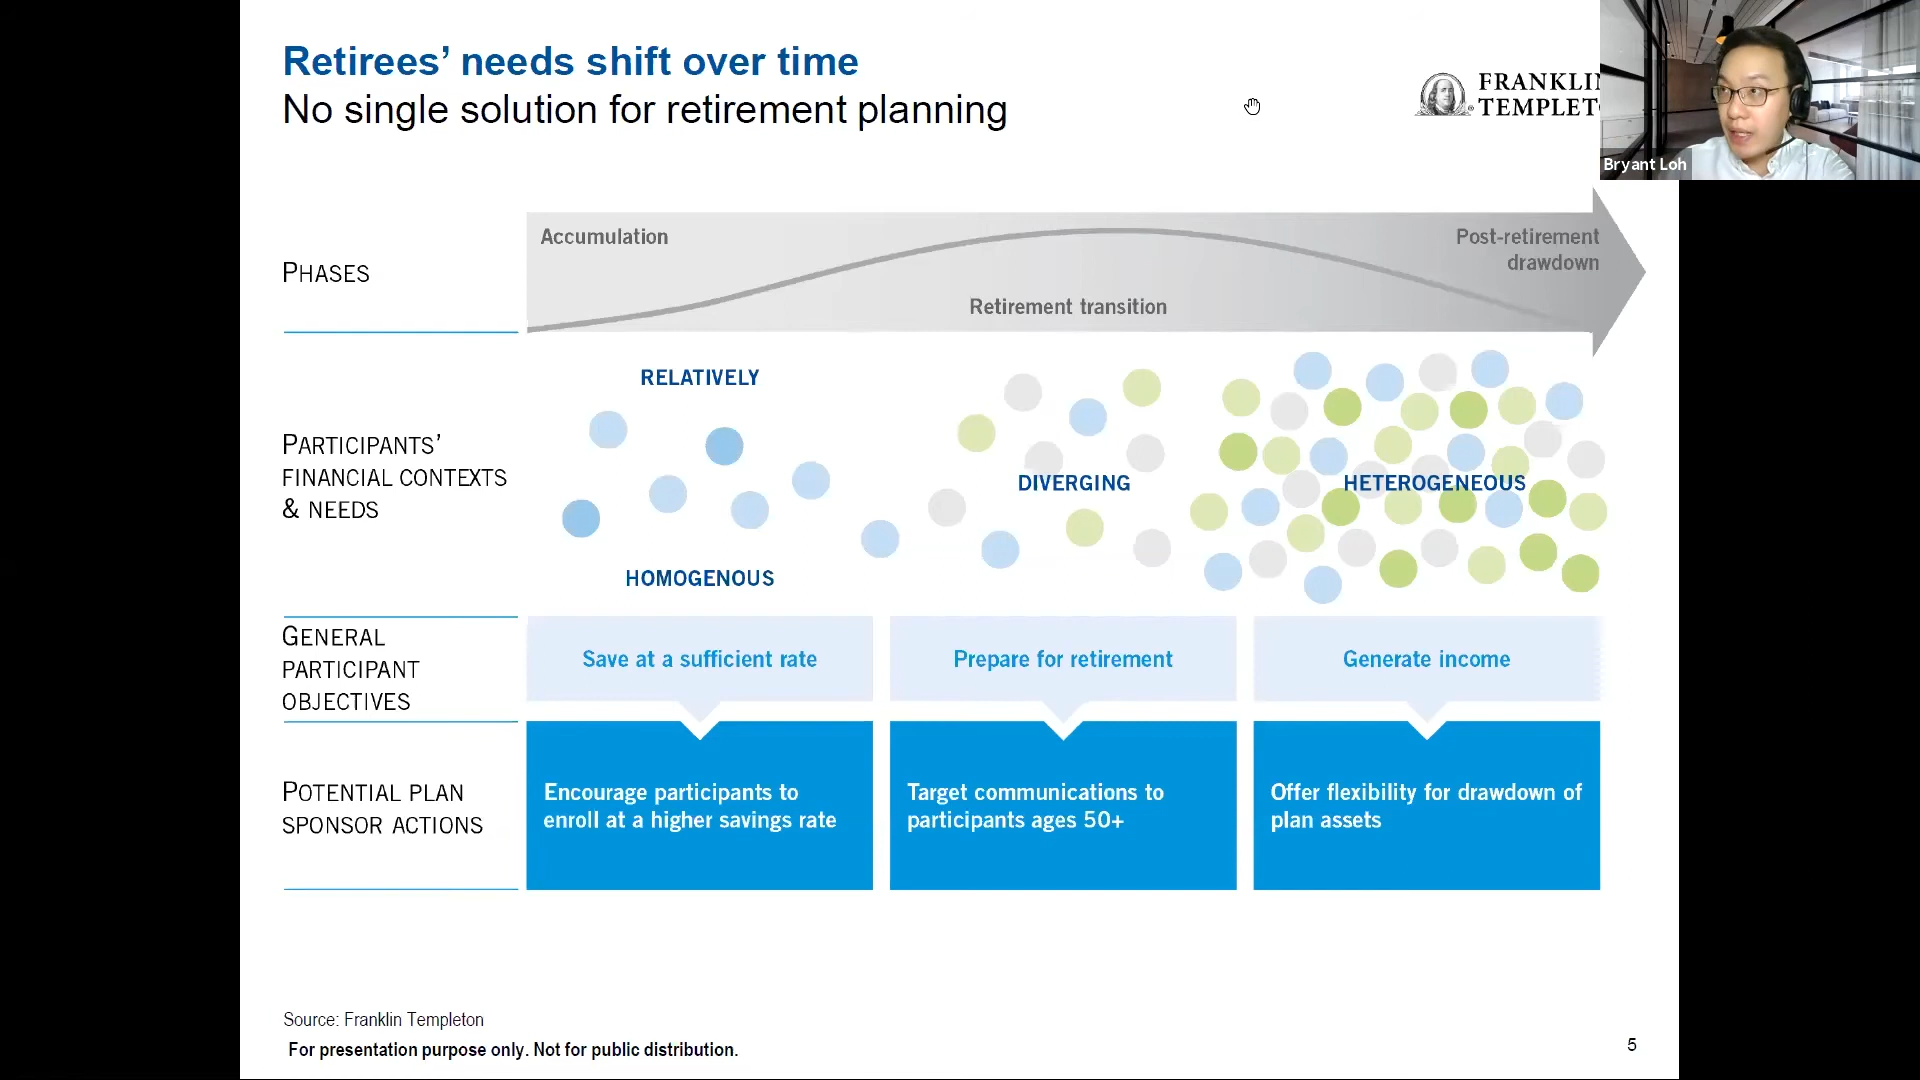 Retirees’ needs shift over time
No single solution for retirement planning
FRANKLIN
TEMPLET
Bryant Loh
PHASES
Accumulation
Retirement transition
Post-retirement
drawdown
PARTICIPANTS’
FINANCIAL CONTEXTS
& NEEDS
RELATIVELY
HOMOGENOUS
DIVERGING
HETEROGENEOUS
GENERAL
PARTICIPANT
OBJECTIVES
Save at a sufficient rate
Prepare for retirement
Generate income
POTENTIAL PLAN
SPONSOR ACTIONS
Encourage participants to
enroll at a higher savings rate
Target communications to
participants ages 50+
Offer flexibility for drawdown of
plan assets
Source: Franklin Templeton
For presentation purpose only. Not for public distribution.
5